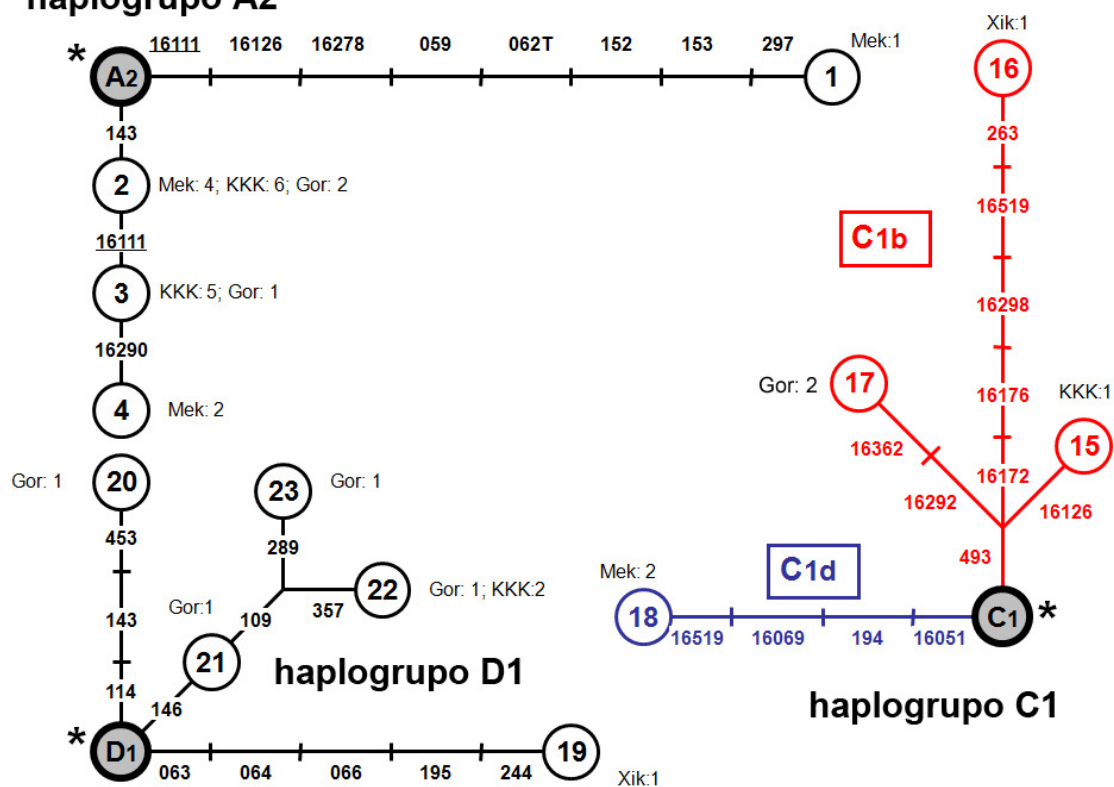 haplogrupo A2
* A2 16111 16126 16278 059 062T 152 153 297 1 Mek:1
143
2 Mek: 4; KKK: 6; Gor: 2
16111
3 KKK: 5; Gor: 1
16290
4 Mek: 2
Xik:1
16
263
16519
C1b
16298
16176
Gor: 2 17
KKK:1
15
16362
16172
16292
16126
493
C1 *
C1d
Mek: 2
18 16519 16069 194 16051
haplogrupo C1
Gor: 1 20
453
143
114
23 Gor: 1
289
22 Gor: 1; KKK:2
357
109
Gor:1
21
146
haplogrupo D1
* D1 063 064 066 195 244 19
Xik:1